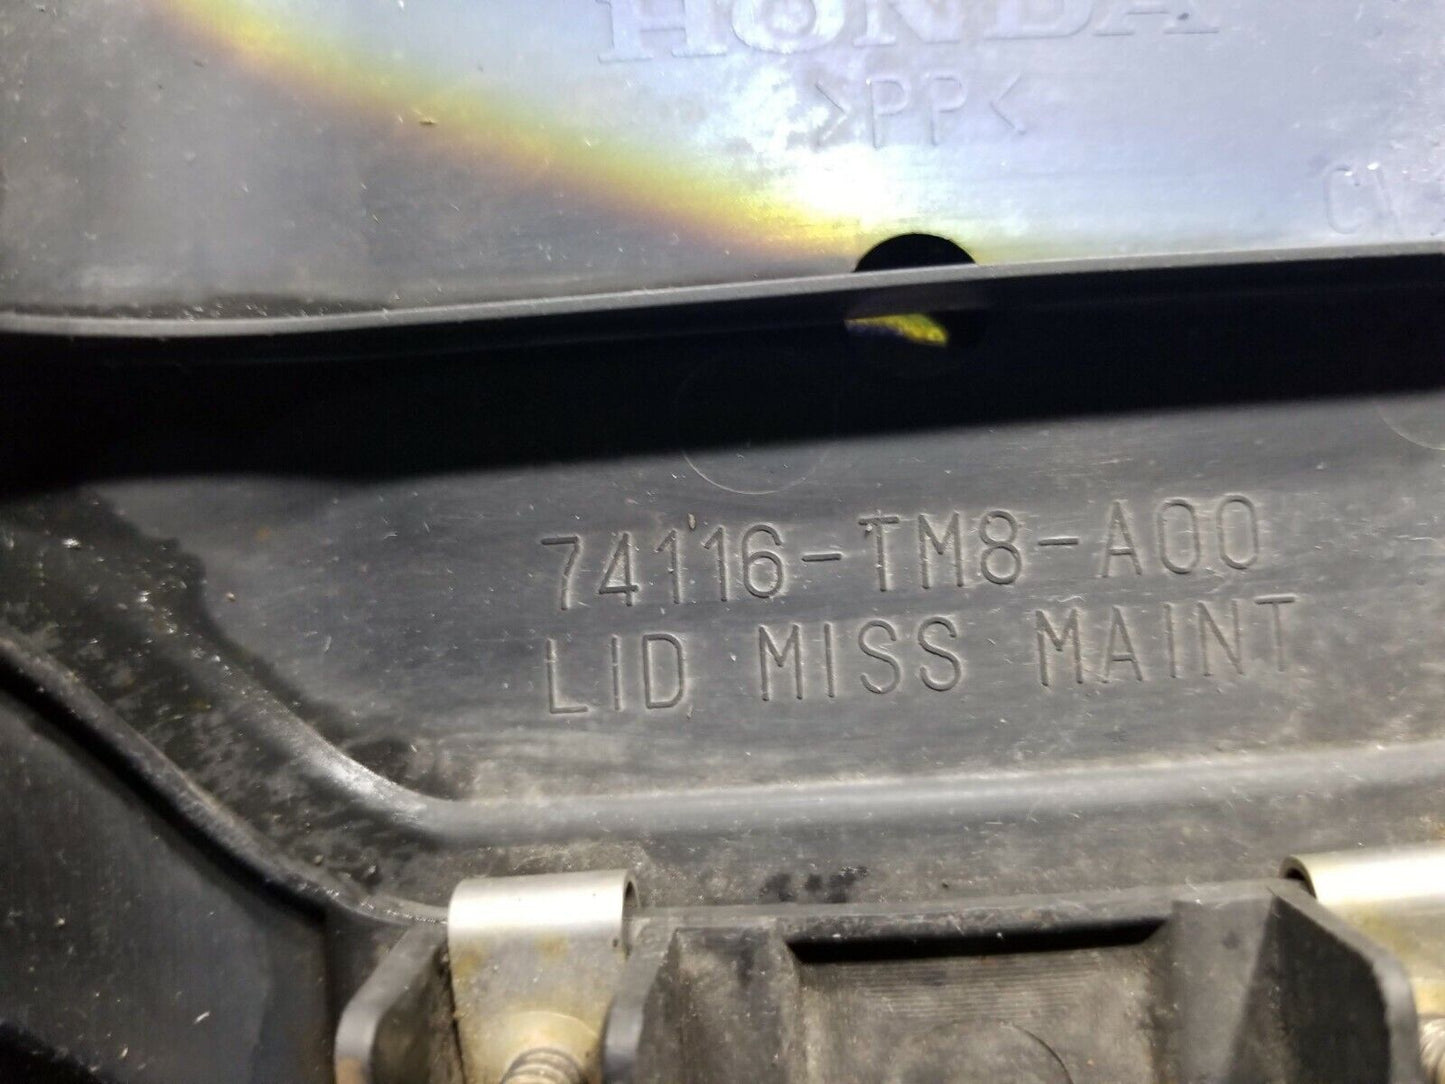 HONDA
>PP<
74116-TM8-A00
LID MISS MAINT